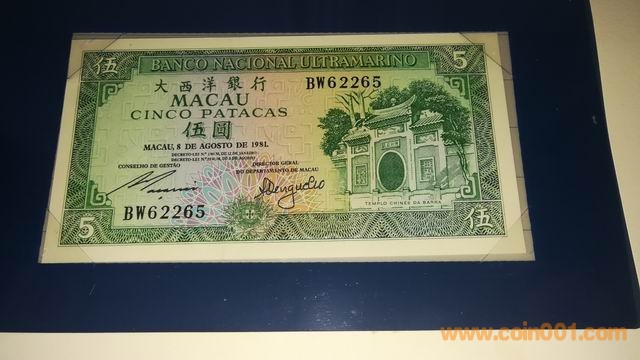 伍 BANCO NACIONAL ULTRAMARINO 5
大西洋銀行 BW62265
MACAU
CINCO PATACAS
伍圓
MACAU, 8 DE AGOSTO DE 1981.
CONSELHO DE GESTÃO
DIRECTOR GERAL
DO DEPARTAMENTO DE MACAU
BW62265
TEMPLO CHINÊS DA BARRA
5 伍
www.coin001.com